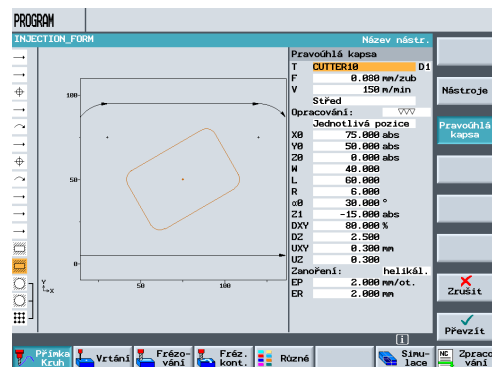 PROGRAM
INJECTION_FORM
Název nástr.
Pravoúhlá kapsa
T CUTTER10 D1
F 0.080 mm/zub
V 150 m/min
Střed
Opracování: ▽▽▽
Jednotlivá pozice
X0 75.000 abs
Y0 50.000 abs
Z0 0.000 abs
W 40.000
L 60.000
R 6.000
α0 30.000 °
Z1 -15.000 abs
DXY 80.000 %
DZ 2.500
UXY 0.300 mm
UZ 0.300
Zanoření: helikál.
EP 2.000 mm/ot.
ER 2.000 mm
100
50
0
50 100
Y
X
Nástroje
Pravoúhlá
kapsa
Zrušit
Převzít
i
Přímka
Kruh
Vrtání
Frézo-
vání
Fréz.
kont.
Různé
Simu-
lace
NC
Zpraco
vání